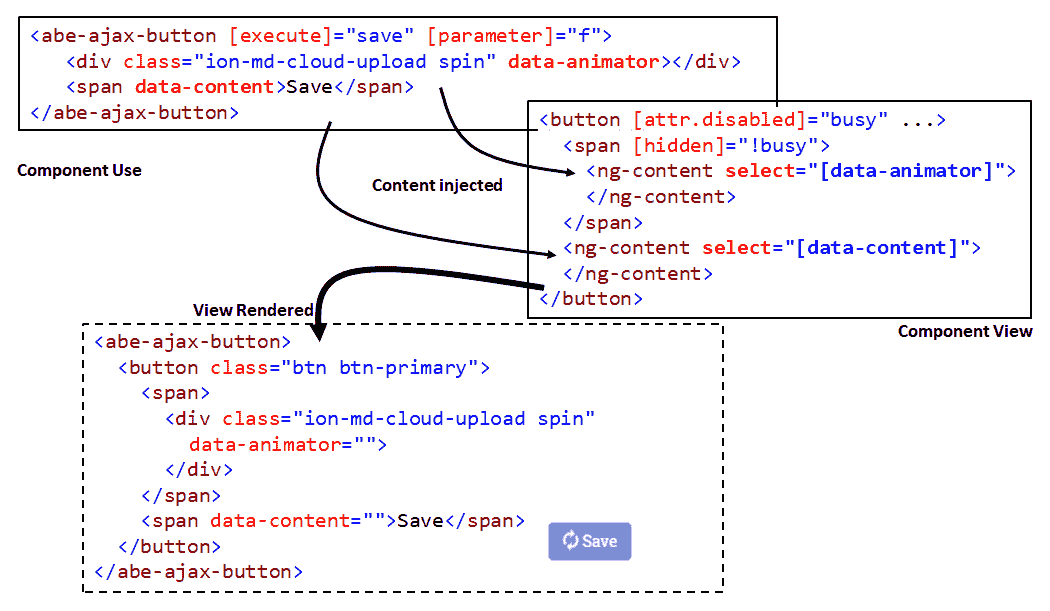 <abe-ajax-button [execute]="save" [parameter]="f">
<div class="ion-md-cloud-upload spin" data-animator></div>
<span data-content>Save</span>
</abe-ajax-button>
Component Use
<button [attr.disabled]="busy" ...>
<span [hidden]="!busy">
<ng-content select="[data-animator]">
</ng-content>
</span>
<ng-content select="[data-content]">
</ng-content>
</button>
Content injected
Component View
View Rendered
<abe-ajax-button>
<button class="btn btn-primary">
<span>
<div class="ion-md-cloud-upload spin"
data-animator="">
</div>
</span>
<span data-content="">Save</span>
</button>
</abe-ajax-button>
Save